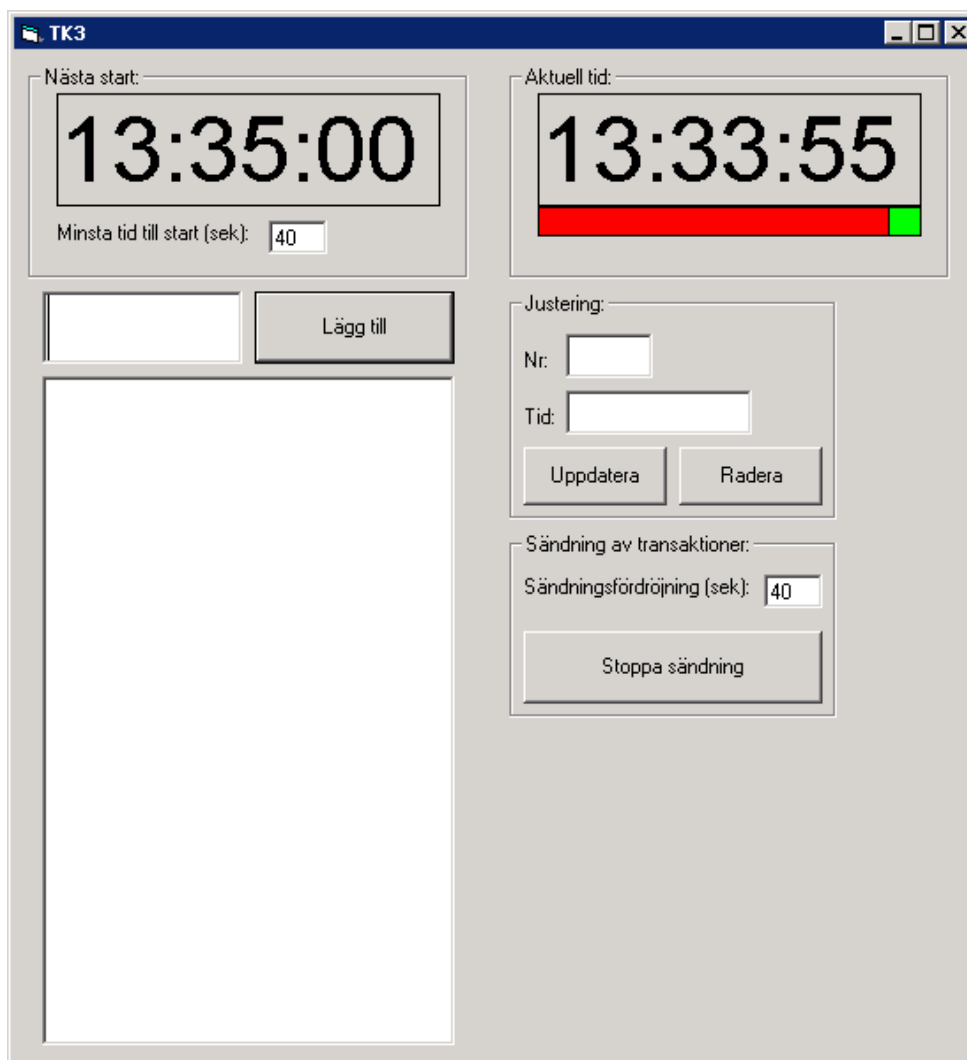 TK3
Nästa start:
13:35:00
Minsta tid till start (sek): 40
Aktuell tid:
13:33:55
Lägg till
Justering:
Nr:
Tid:
Uppdatera Radera
Sändning av transaktioner:
Sändningsfördröjning (sek): 40
Stoppa sändning